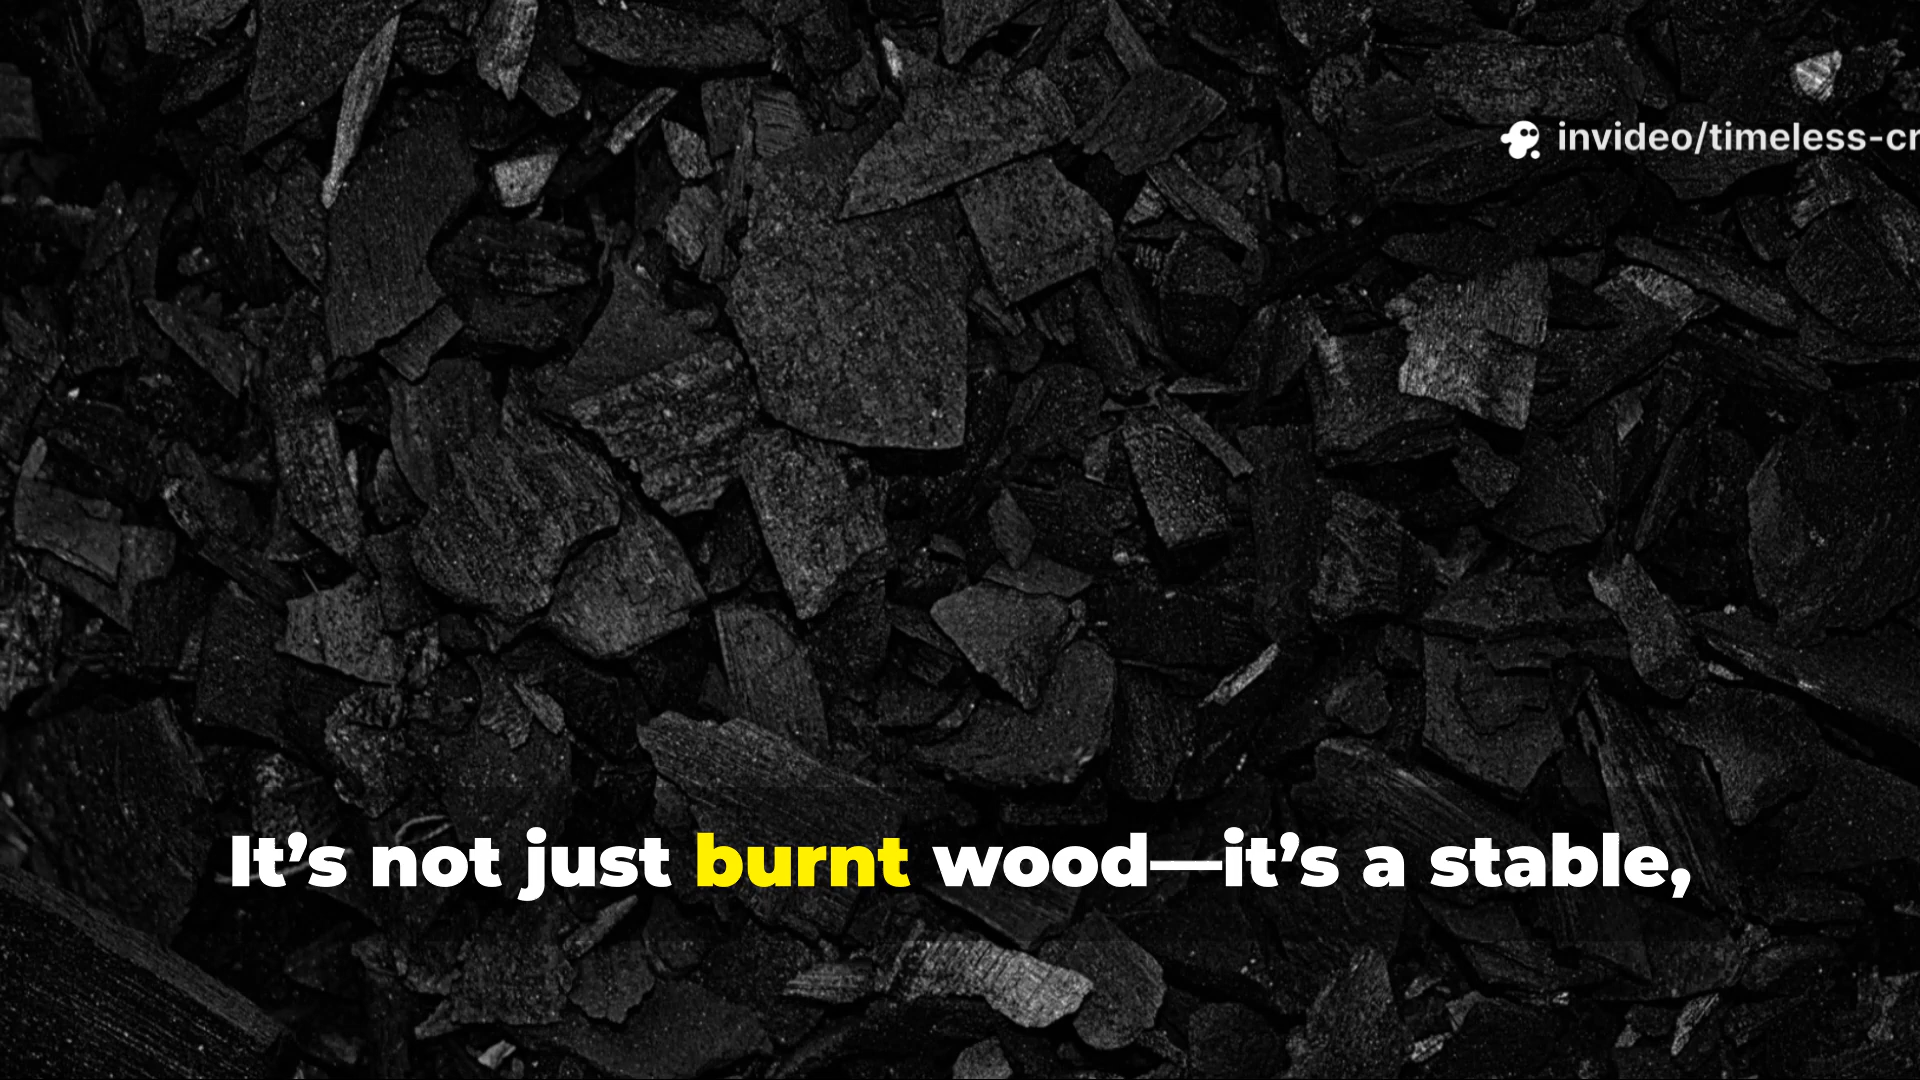 invideo/timeless-cr
It’s not just burnt wood—it’s a stable,